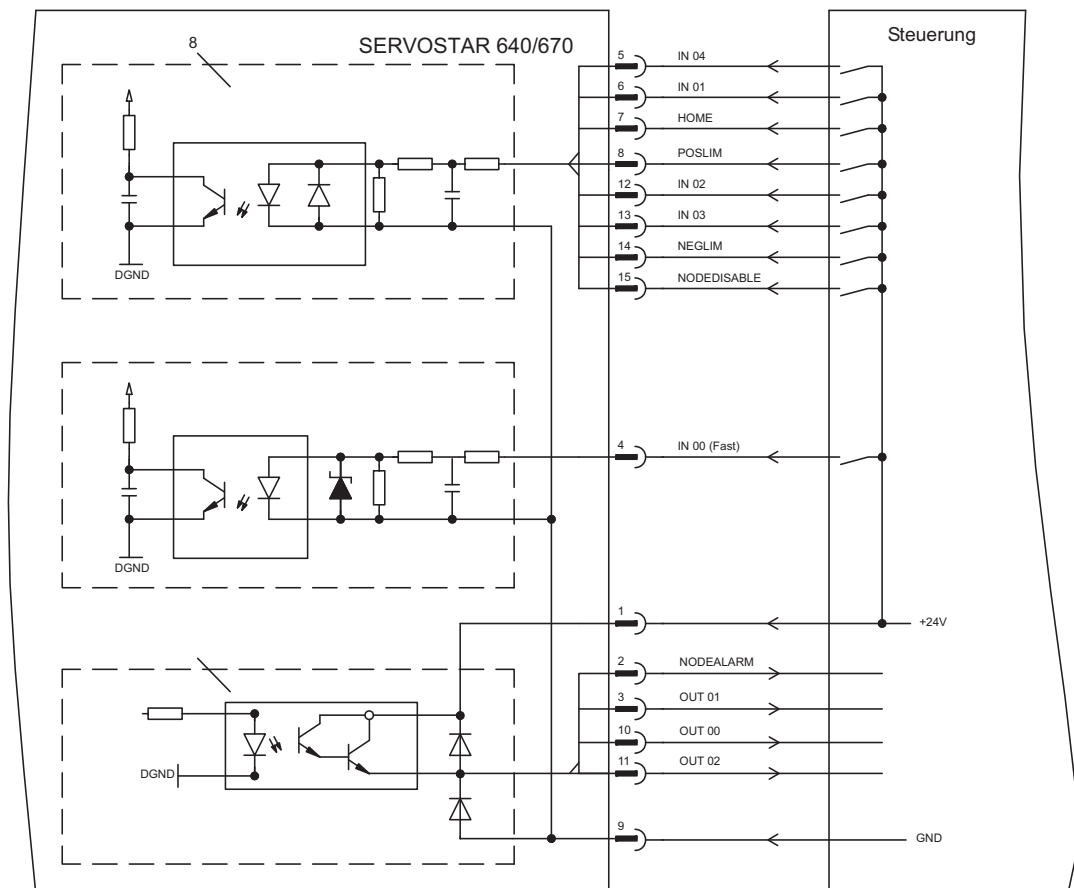 8
SERVOSTAR 640/670
Steuerung
5 IN 04
6 IN 01
7 HOME
8 POSLIM
12 IN 02
13 IN 03
14 NEGLIM
15 NODEDISABLE
DGND
4 IN 00 (Fast)
DGND
1 +24V
2 NODEALARM
3 OUT 01
10 OUT 00
11 OUT 02
DGND
9 GND